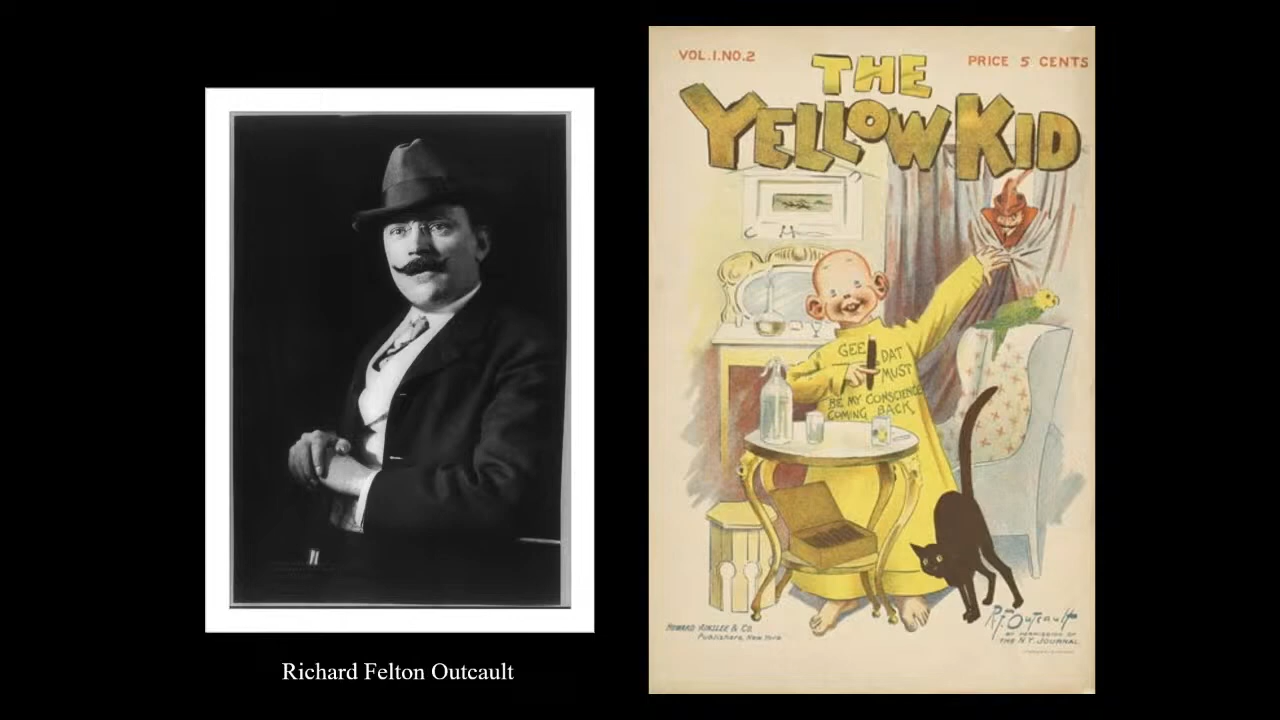 VOL.I.NO.2
PRICE 5 CENTS
THE
YELLOW KID
GEE DAT
MUST
BE MY CONSCIENCE
COMING BACK,
HOWARD AINSLEE & CO.
Publishers, New York
R.F. Outcault
BY PERMISSION OF
THE N.Y. JOURNAL
Richard Felton Outcault